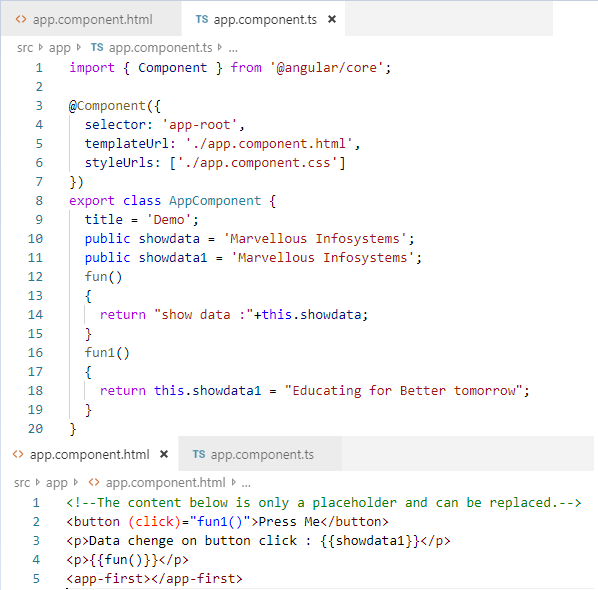 <> app.component.html TS app.component.ts ×
src › app › TS app.component.ts › ...
1 import { Component } from '@angular/core';
2
3 @Component({
4   selector: 'app-root',
5   templateUrl: './app.component.html',
6   styleUrls: ['./app.component.css']
7 })
8 export class AppComponent {
9   title = 'Demo';
10   public showdata = 'Marvellous Infosystems';
11   public showdata1 = 'Marvellous Infosystems';
12   fun()
13   {
14     return "show data :"+this.showdata;
15   }
16   fun1()
17   {
18     return this.showdata1 = "Educating for Better tomorrow";
19   }
20 }
<> app.component.html × TS app.component.ts
src › app › <> app.component.html › ...
1 <!--The content below is only a placeholder and can be replaced.-->
2 <button (click)="fun1()">Press Me</button>
3 <p>Data chenge on button click : {{showdata1}}</p>
4 <p>{{fun()}}</p>
5 <app-first></app-first>